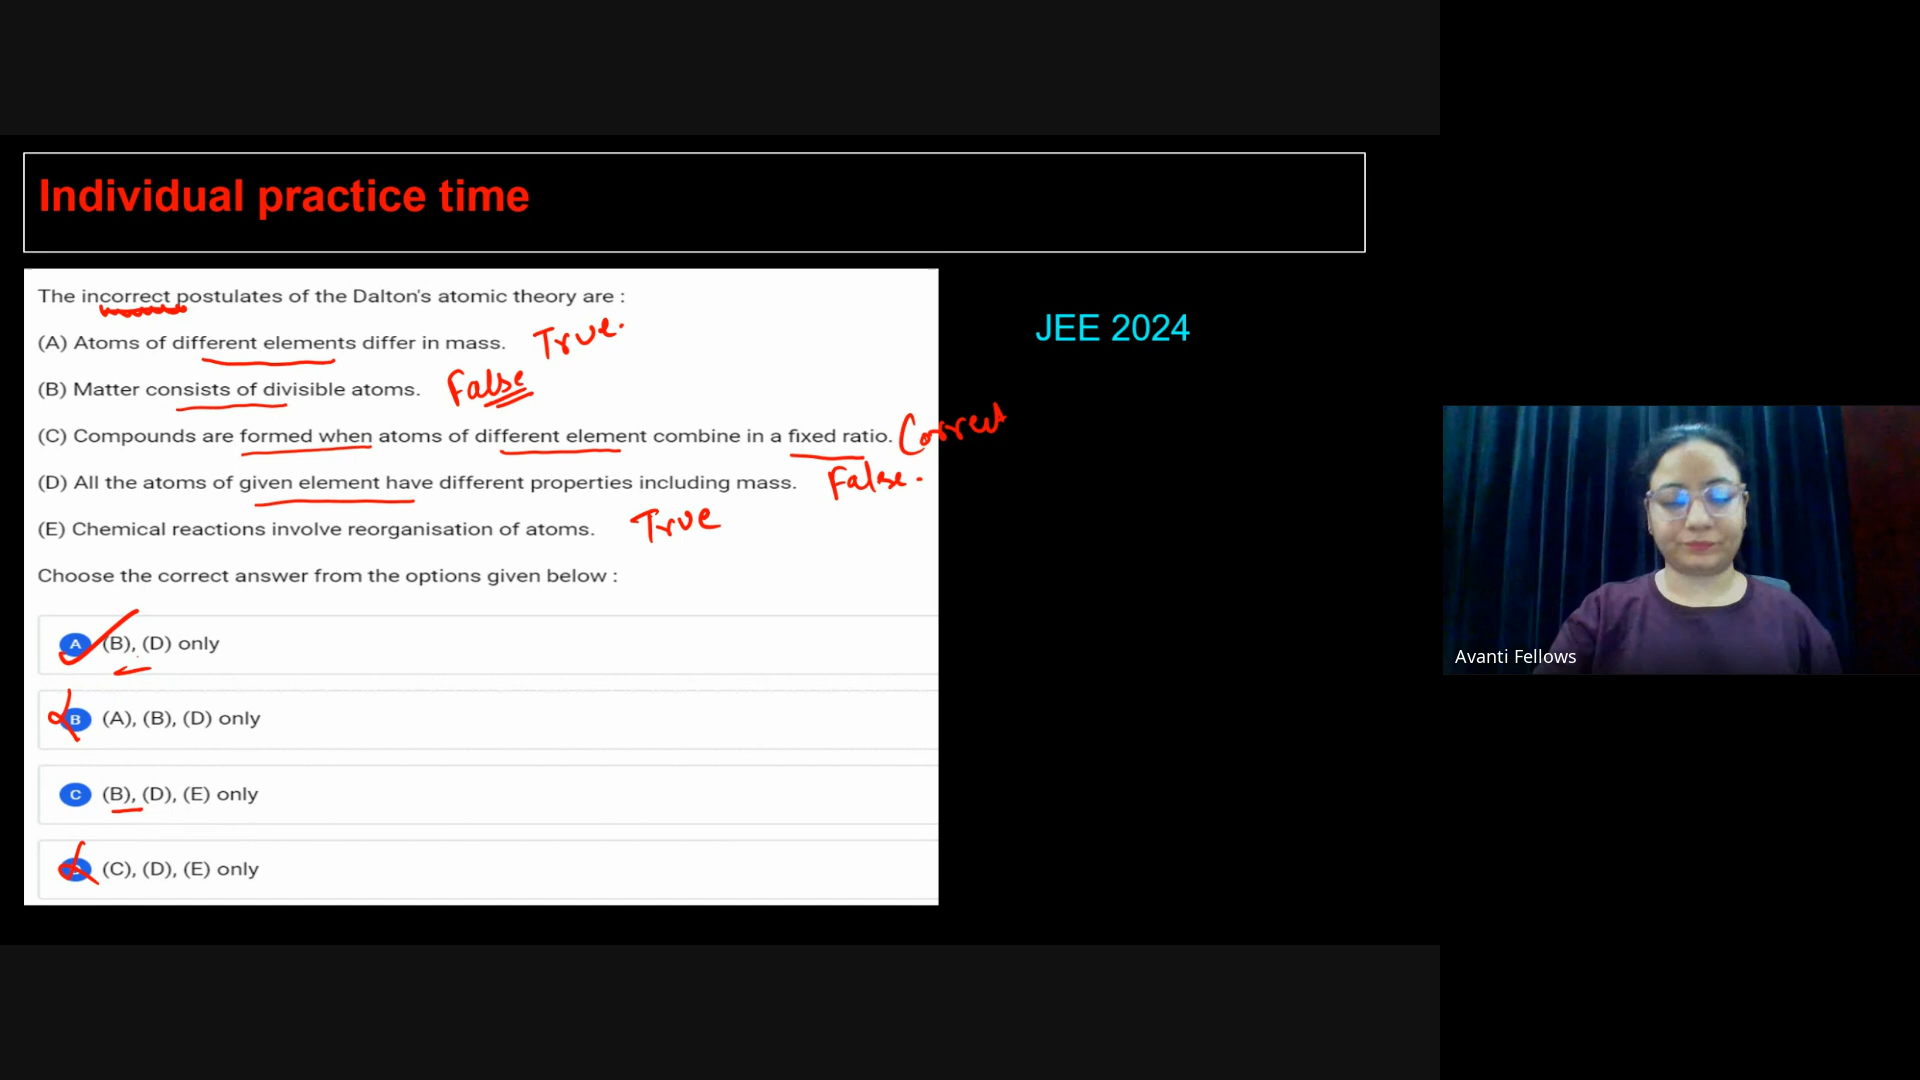 Individual practice time
The incorrect postulates of the Dalton's atomic theory are :
JEE 2024
(A) Atoms of different elements differ in mass. True.
(B) Matter consists of divisible atoms. False
(C) Compounds are formed when atoms of different element combine in a fixed ratio. Correct
(D) All the atoms of given element have different properties including mass. False.
(E) Chemical reactions involve reorganisation of atoms. True
Choose the correct answer from the options given below :
A (B), (D) only
B (A), (B), (D) only
C (B), (D), (E) only
(C), (D), (E) only
Avanti Fellows